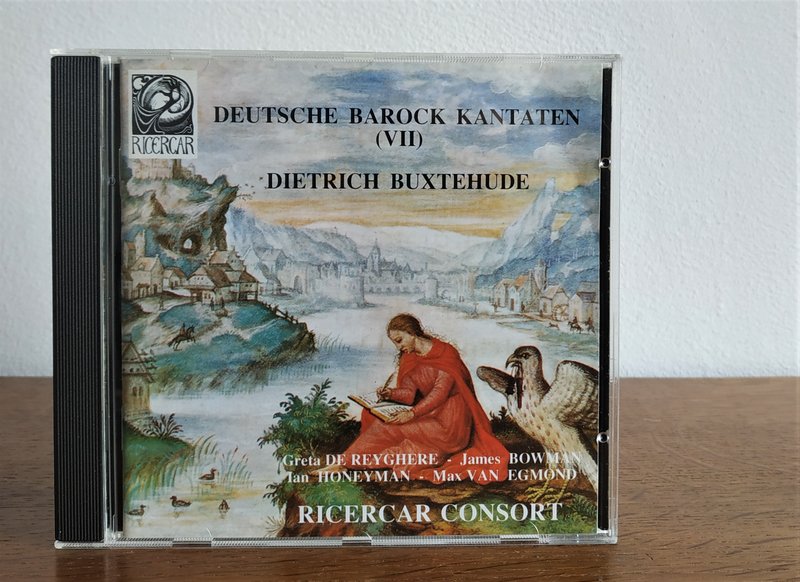 RICERCAR
DEUTSCHE BAROCK KANTATEN
(VII)
DIETRICH BUXTEHUDE
Greta DE REYGHERE - James BOWMAN
Ian HONEYMAN - Max VAN EGMOND
RICERCAR CONSORT